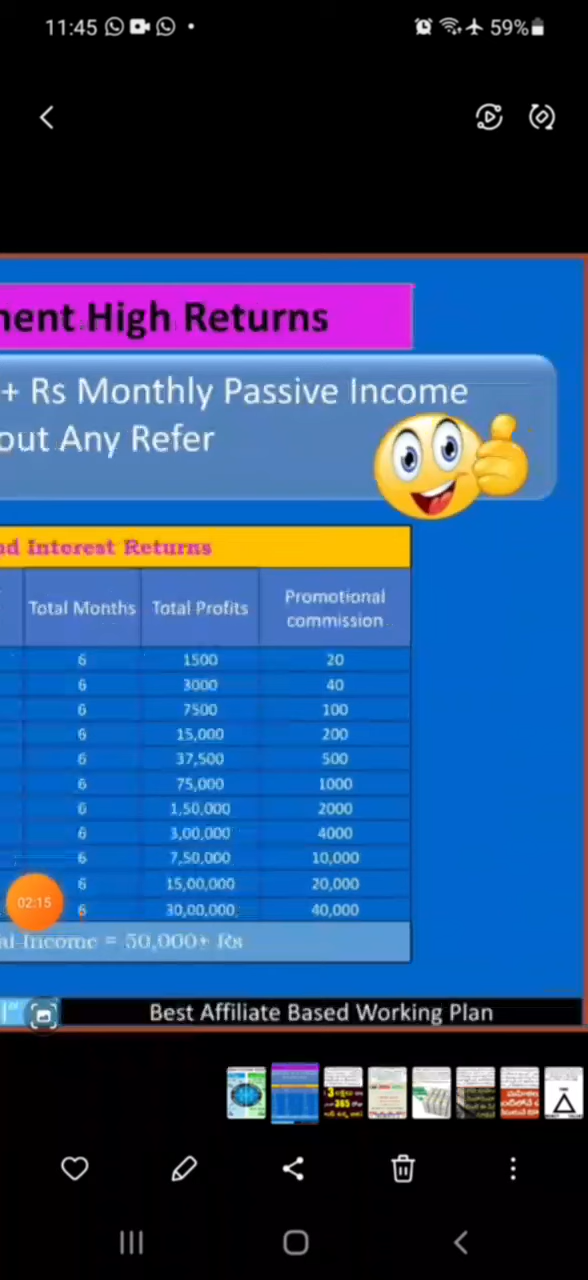 11:45
59%
nent High Returns
+ Rs Monthly Passive Income
out Any Refer
nd Interest Returns
Total Months Total Profits Promotional commission
6 1500 20
6 3000 40
6 7500 100
6 15,000 200
6 37,500 500
6 75,000 1000
6 1,50,000 2000
6 3,00,000 4000
6 7,50,000 10,000
6 15,00,000 20,000
02:15
6 30,00,000 40,000
al Income = 50,000+ Rs
Best Affiliate Based Working Plan
3
365